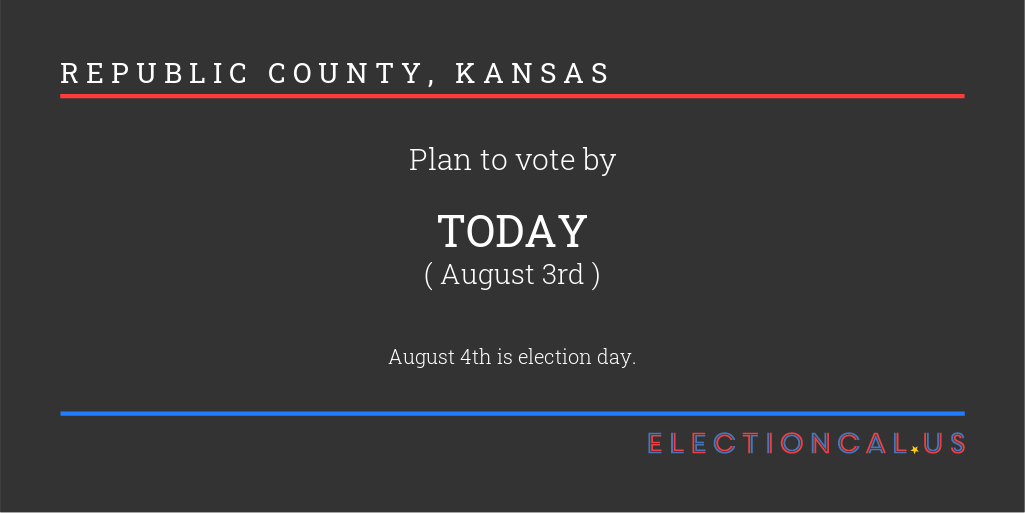 REPUBLIC COUNTY, KANSAS
Plan to vote by
TODAY
( August 3rd )
August 4th is election day.
ELECTIONCAL.US